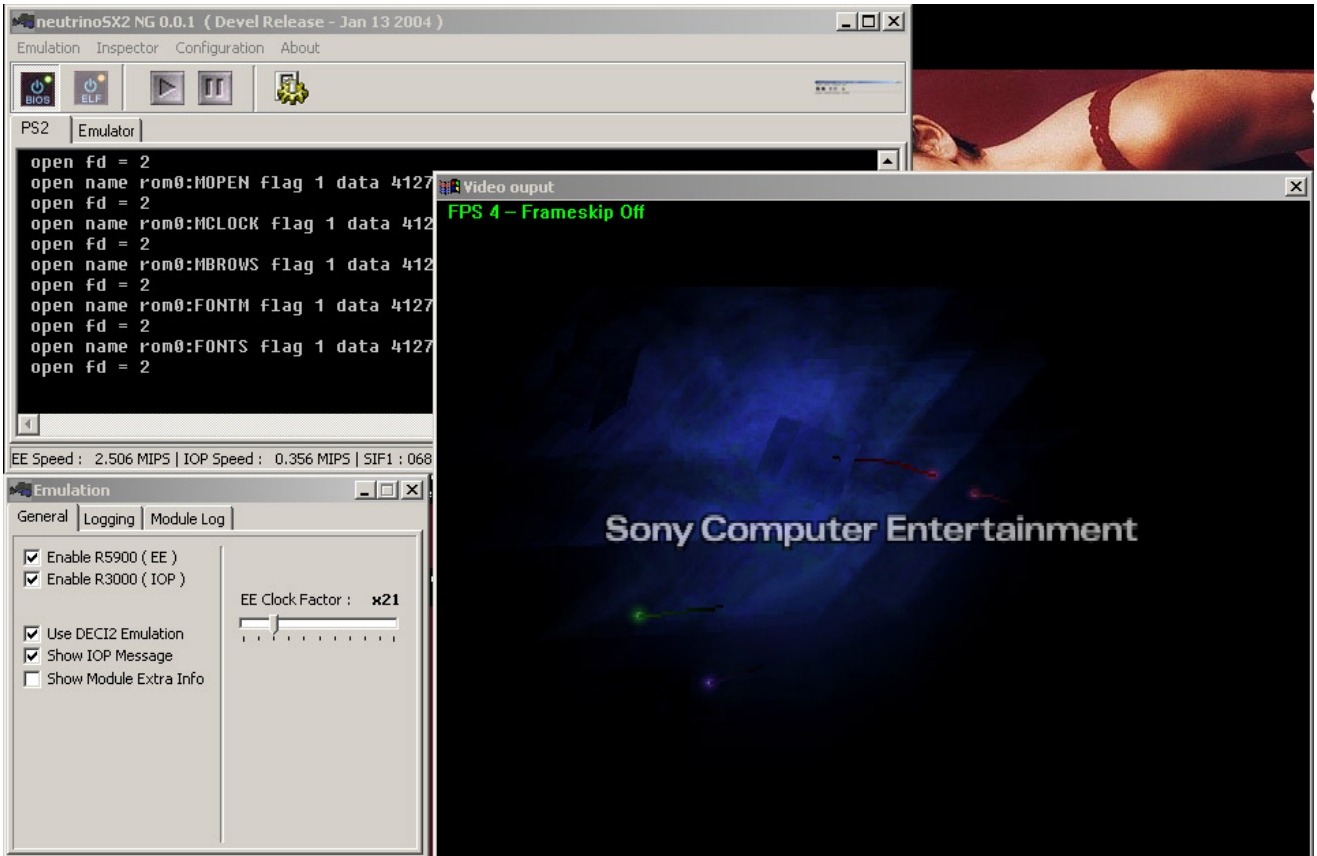 neutrinoSX2 NG 0.0.1 ( Devel Release - Jan 13 2004 )
Emulation Inspector Configuration About
BIOS
ELF
PS2 Emulator
open fd = 2
open name rom0:MOPEN flag 1 data 4127
open fd = 2
open name rom0:MCLOCK flag 1 data 412
open fd = 2
open name rom0:MBROWS flag 1 data 412
open fd = 2
open name rom0:FONTM flag 1 data 4127
open fd = 2
open name rom0:FONTS flag 1 data 4127
open fd = 2
EE Speed : 2.506 MIPS | IOP Speed : 0.356 MIPS | SIF1 : 068
Video ouput
FPS 4 – Frameskip Off
Sony Computer Entertainment
Emulation
General Logging Module Log
Enable R5900 ( EE )
Enable R3000 ( IOP )
Use DECI2 Emulation
Show IOP Message
Show Module Extra Info
EE Clock Factor : x21